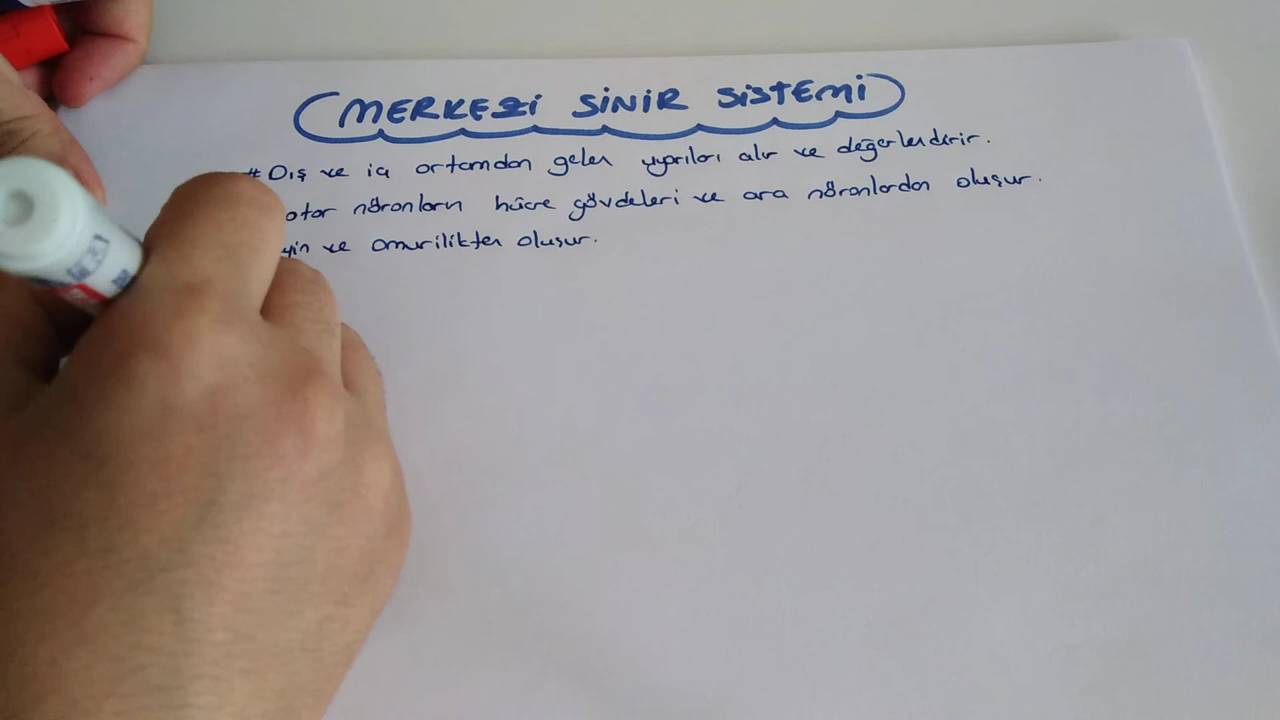 MERKEZİ SİNİR SİSTEMİ
# Dış ve iç ortamdan gelen uyarıları alır ve değerlendirir.
otor nöronların hücre gövdeleri ve ara nöronlardan oluşur.
yin ve omurilikten oluşur.